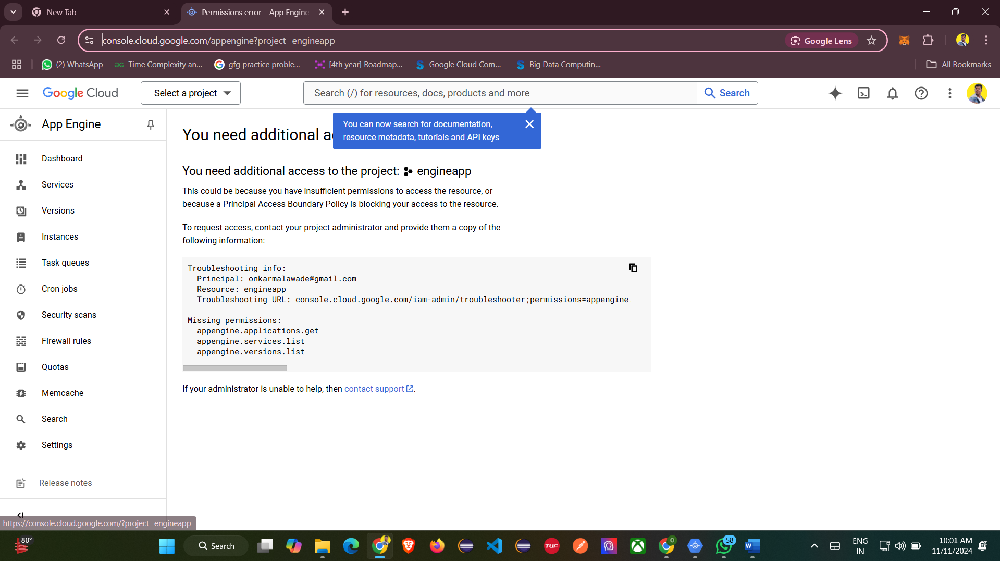 New Tab
Permissions error – App Engine
console.cloud.google.com/appengine?project=engineapp
Google Lens
(2) WhatsApp
Time Complexity an...
gfg practice proble...
[4th year] Roadmap...
Google Cloud Com...
Big Data Computin...
All Bookmarks
Google Cloud
Select a project
Search (/) for resources, docs, products and more
Search
App Engine
You need additional a
You can now search for documentation,
resource metadata, tutorials and API keys
Dashboard
Services
Versions
Instances
Task queues
Cron jobs
Security scans
Firewall rules
Quotas
Memcache
Search
Settings
Release notes
You need additional access to the project: engineapp
This could be because you have insufficient permissions to access the resource, or
because a Principal Access Boundary Policy is blocking your access to the resource.
To request access, contact your project administrator and provide them a copy of the
following information:
Troubleshooting info:
Principal: onkarmalawade@gmail.com
Resource: engineapp
Troubleshooting URL: console.cloud.google.com/iam-admin/troubleshooter;permissions=appengine
Missing permissions:
appengine.applications.get
appengine.services.list
appengine.versions.list
If your administrator is unable to help, then contact support.
https://console.cloud.google.com/?project=engineapp
80°
Search
TUF
0
58
ENG
IN
10:01 AM
11/11/2024